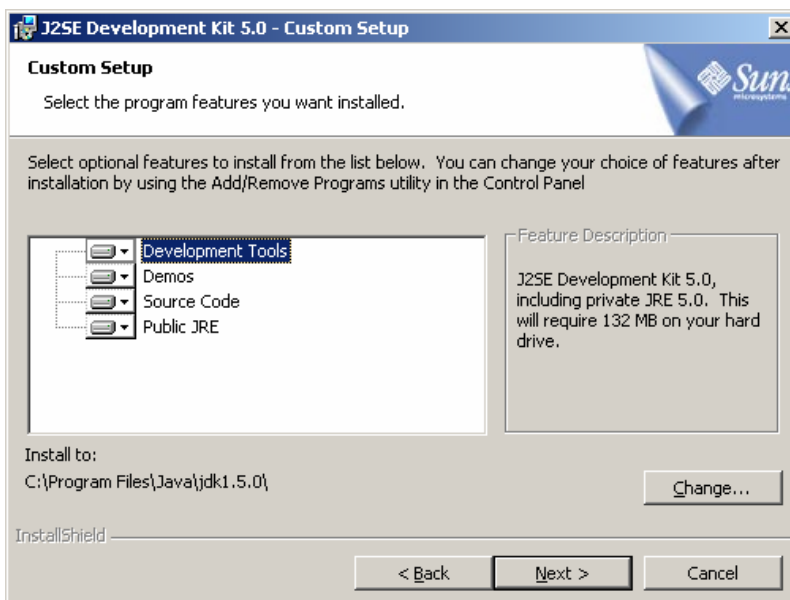 J2SE Development Kit 5.0 - Custom Setup
Custom Setup
Select the program features you want installed.
Sun
microsystems
Select optional features to install from the list below. You can change your choice of features after
installation by using the Add/Remove Programs utility in the Control Panel
Development Tools
Demos
Source Code
Public JRE
Feature Description
J2SE Development Kit 5.0,
including private JRE 5.0. This
will require 132 MB on your hard
drive.
Install to:
C:\Program Files\Java\jdk1.5.0\
Change...
InstallShield
< Back
Next >
Cancel